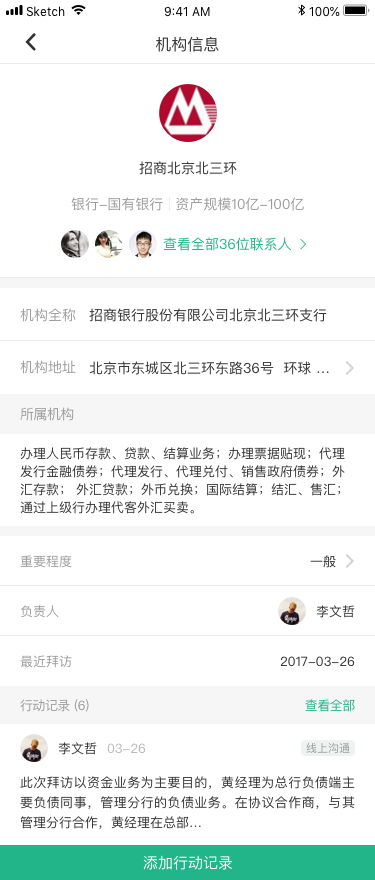 Sketch 9:41 AM 100%
机构信息
招商北京北三环
银行-国有银行 资产规模10亿-100亿
查看全部36位联系人
机构全称 招商银行股份有限公司北京北三环支行
机构地址 北京市东城区北三环东路36号 环球 ...
所属机构
办理人民币存款、贷款、结算业务；办理票据贴现；代理
发行金融债券；代理发行、代理兑付、销售政府债券；外
汇存款； 外汇贷款；外币兑换；国际结算；结汇、售汇；
通过上级行办理代客外汇买卖。
重要程度 一般
负责人 李文哲
最近拜访 2017-03-26
行动记录 (6) 查看全部
李文哲 03-26 线上沟通
此次拜访以资金业务为主要目的，黄经理为总行负债端主
要负债同事，管理分行的负债业务。在协议合作商，与其
管理分行合作，黄经理在总部...
添加行动记录